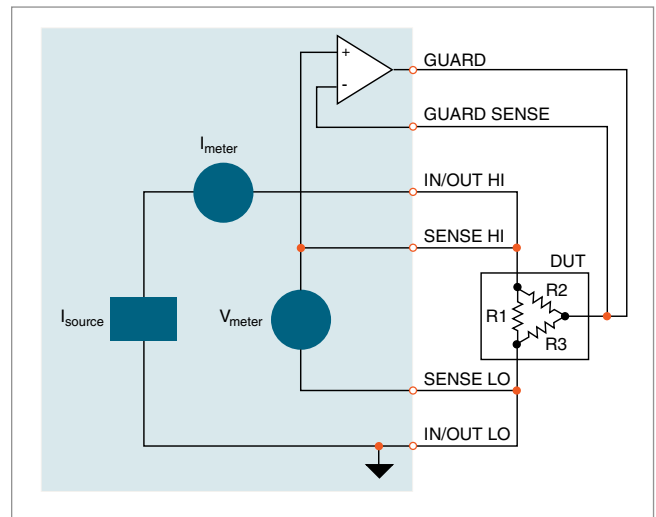 +
GUARD
-
GUARD SENSE
Imeter
IN/OUT HI
SENSE HI
DUT
R2
R1
Isource
Vmeter
R3
SENSE LO
IN/OUT LO